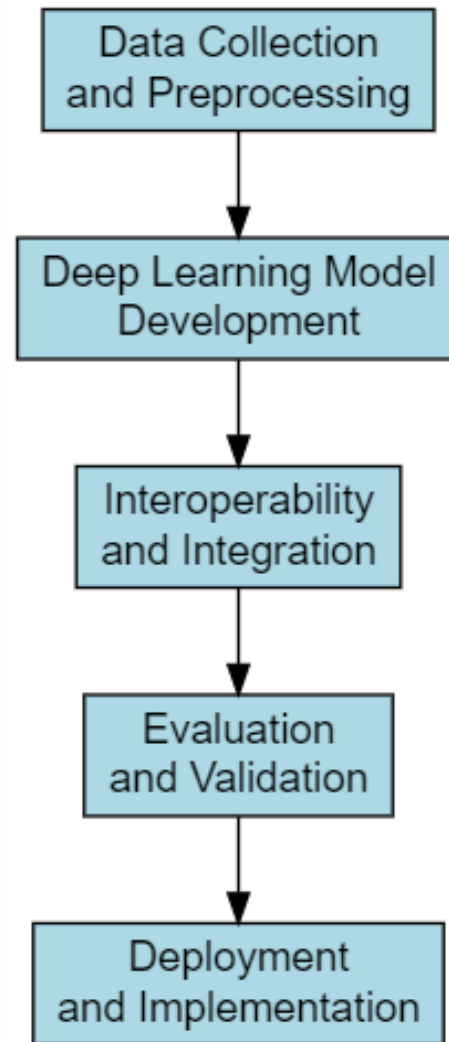 Data Collection
and Preprocessing
Deep Learning Model
Development
Interoperability
and Integration
Evaluation
and Validation
Deployment
and Implementation